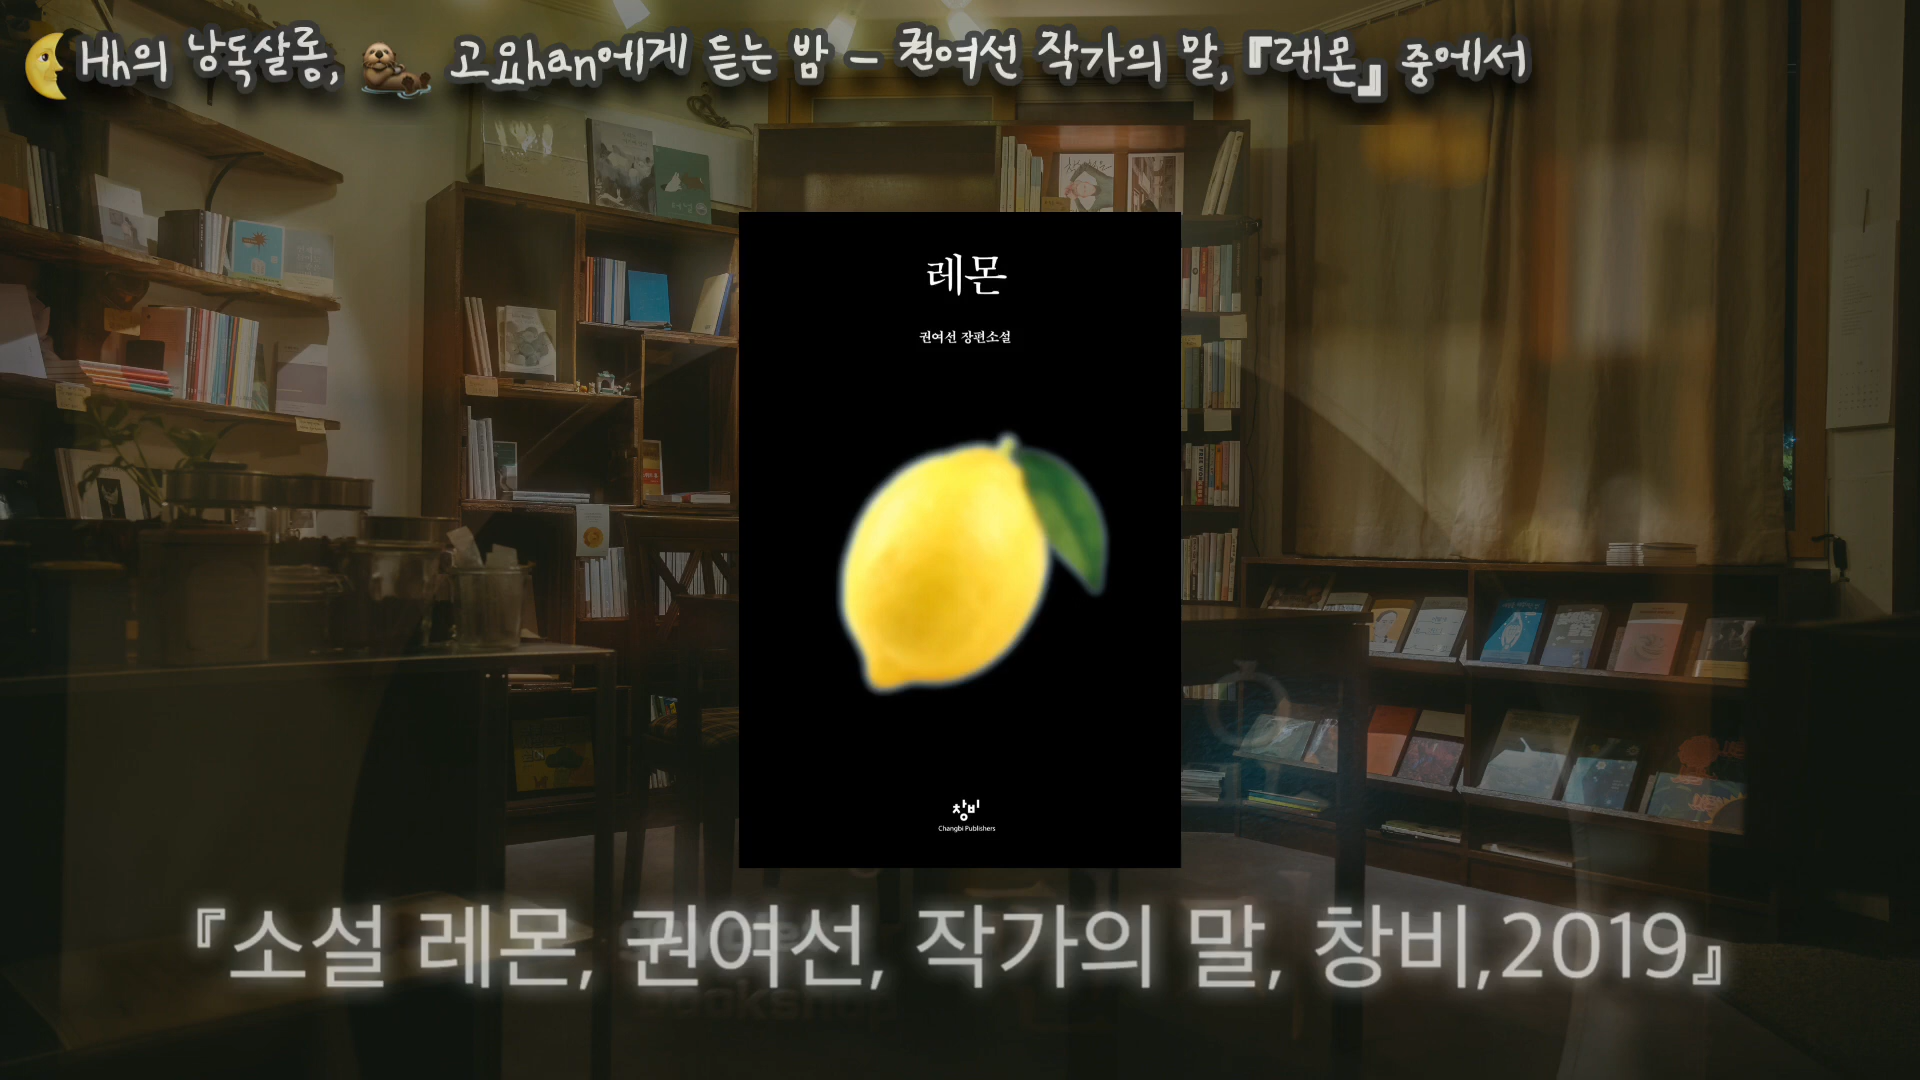 Hh의 낭독살롱, 고요han에게 듣는 밤 - 권여선 작가의 말, 『레몬』 중에서
레몬
권여선 장편소설
창비
Changbi Publishers
『소설 레몬, 권여선, 작가의 말, 창비,2019』
bookshop